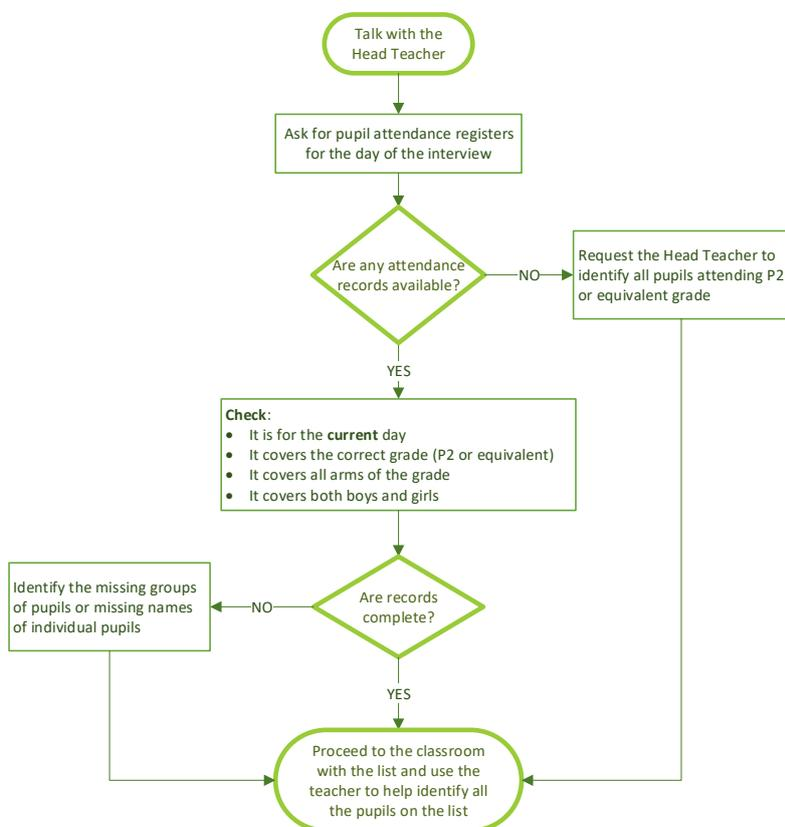 Talk with the
Head Teacher
Ask for pupil attendance registers
for the day of the interview
Are any attendance
records available?
NO
Request the Head Teacher to
identify all pupils attending P2
or equivalent grade
YES
Check:
• It is for the current day
• It covers the correct grade (P2 or equivalent)
• It covers all arms of the grade
• It covers both boys and girls
Are records
complete?
NO
Identify the missing groups
of pupils or missing names
of individual pupils
YES
Proceed to the classroom
with the list and use the
teacher to help identify all
the pupils on the list